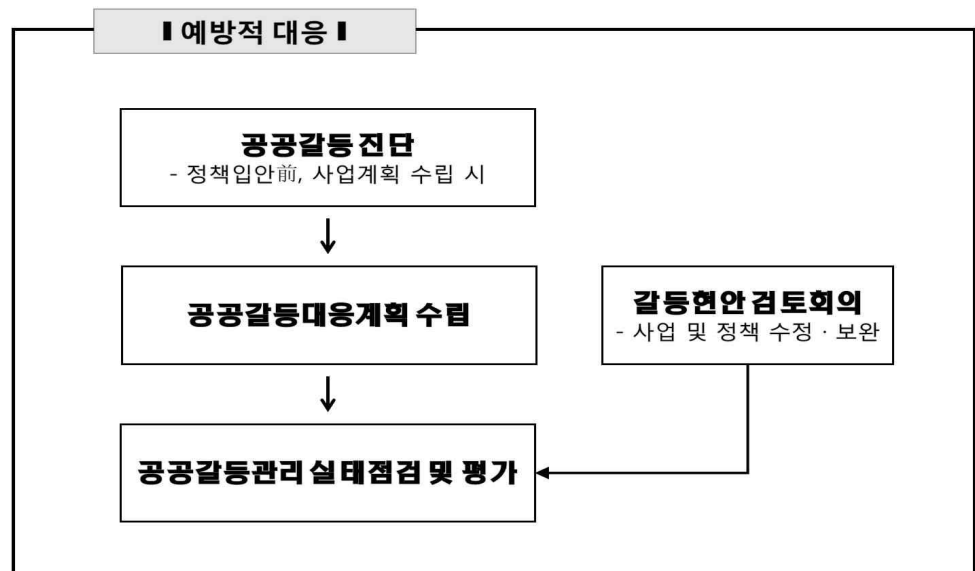 ▮예방적 대응▮
공공갈등 진단
- 정책입안前, 사업계획 수립 시
공공갈등대응계획 수립
갈등현안 검토회의
- 사업 및 정책 수정 · 보완
공공갈등관리 실태점검 및 평가